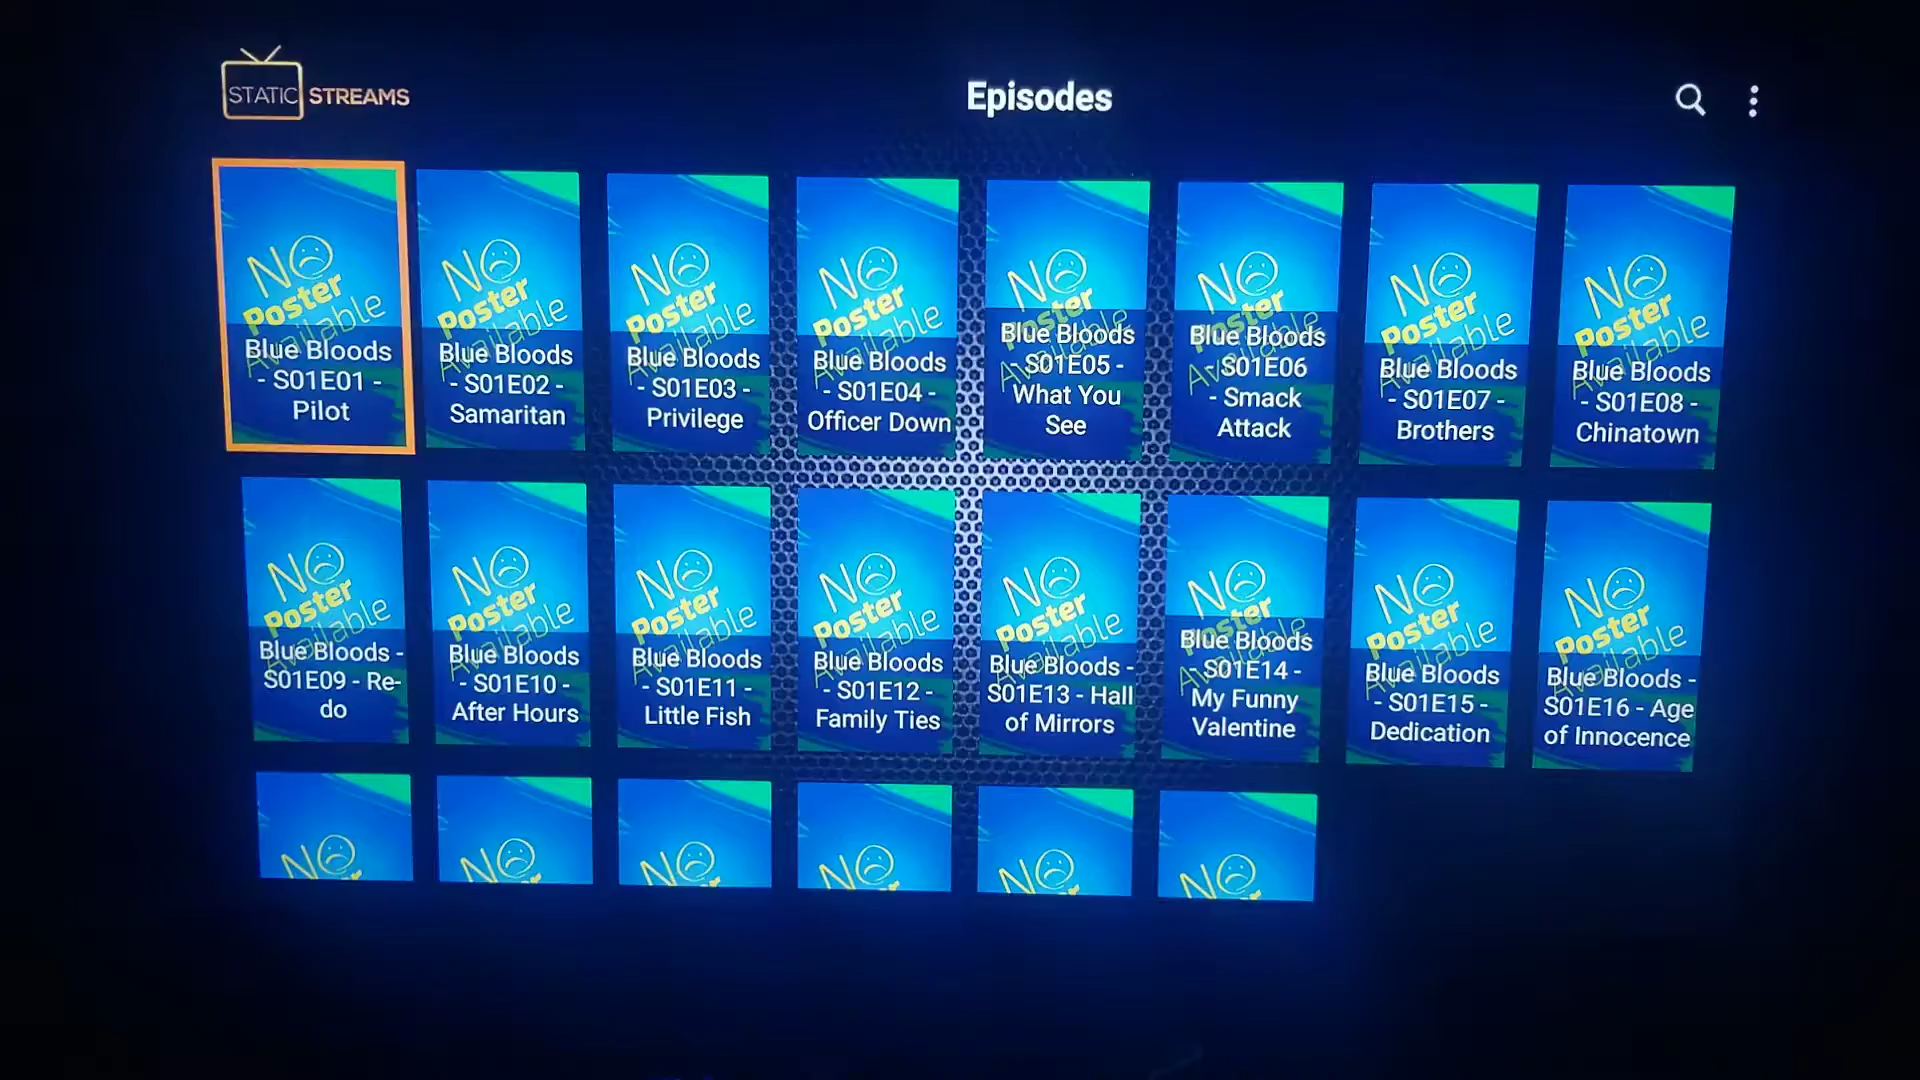 STATIC STREAMS
Episodes
NO
Poster
Available
Blue Bloods
- S01E01 -
Pilot
NO
Poster
Available
Blue Bloods
- S01E02 -
Samaritan
NO
Poster
Available
Blue Bloods
- S01E03 -
Privilege
NO
Poster
Available
Blue Bloods
- S01E04 -
Officer Down
NO
Poster
Available
Blue Bloods
- S01E05 -
What You
See
NO
Poster
Available
Blue Bloods
- S01E06
- Smack
Attack
NO
Poster
Available
Blue Bloods
- S01E07 -
Brothers
NO
Poster
Available
Blue Bloods
- S01E08 -
Chinatown
NO
Poster
Available
Blue Bloods -
S01E09 - Re-
do
NO
Poster
Available
Blue Bloods
- S01E10 -
After Hours
NO
Poster
Available
Blue Bloods
- S01E11 -
Little Fish
NO
Poster
Available
Blue Bloods
- S01E12 -
Family Ties
NO
Poster
Available
Blue Bloods -
S01E13 - Hall
of Mirrors
NO
Poster
Available
Blue Bloods
- S01E14 -
My Funny
Valentine
NO
Poster
Available
Blue Bloods
- S01E15 -
Dedication
NO
Poster
Available
Blue Bloods -
S01E16 - Age
of Innocence
NO
NO
NO
NO
NO
NO